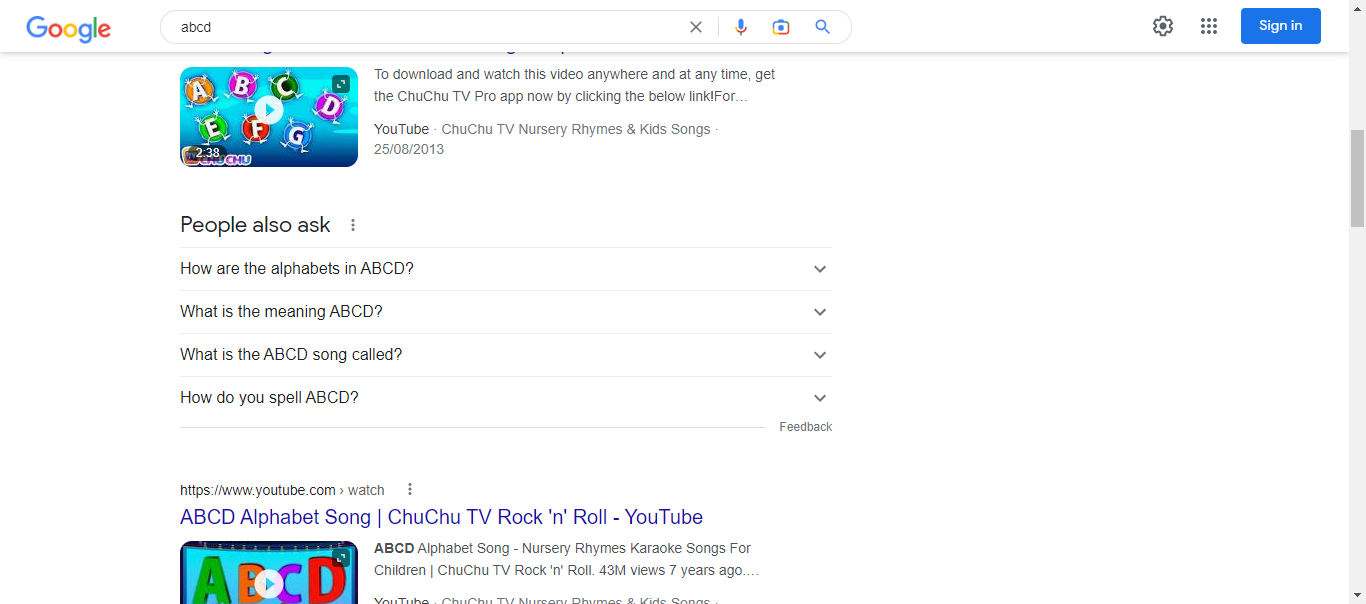 Google
abcd
Sign in
A B C D
E F G
2:38
CHU CHU
To download and watch this video anywhere and at any time, get
the ChuChu TV Pro app now by clicking the below link!For…
YouTube · ChuChu TV Nursery Rhymes & Kids Songs ·
25/08/2013
People also ask
How are the alphabets in ABCD?
What is the meaning ABCD?
What is the ABCD song called?
How do you spell ABCD?
Feedback
https://www.youtube.com › watch
ABCD Alphabet Song | ChuChu TV Rock 'n' Roll - YouTube
ABCD
ABCD Alphabet Song - Nursery Rhymes Karaoke Songs For
Children | ChuChu TV Rock 'n' Roll. 43M views 7 years ago....
YouTube · ChuChu TV Nursery Rhymes & Kids Songs ·